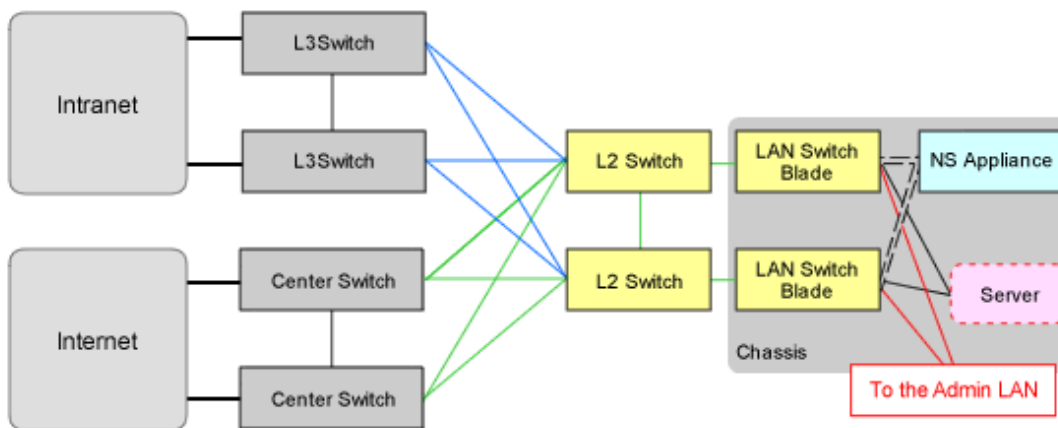 Intranet
L3Switch
L3Switch
L2 Switch
LAN Switch
Blade
NS Appliance
Internet
Center Switch
Center Switch
L2 Switch
LAN Switch
Blade
Server
Chassis
To the Admin LAN